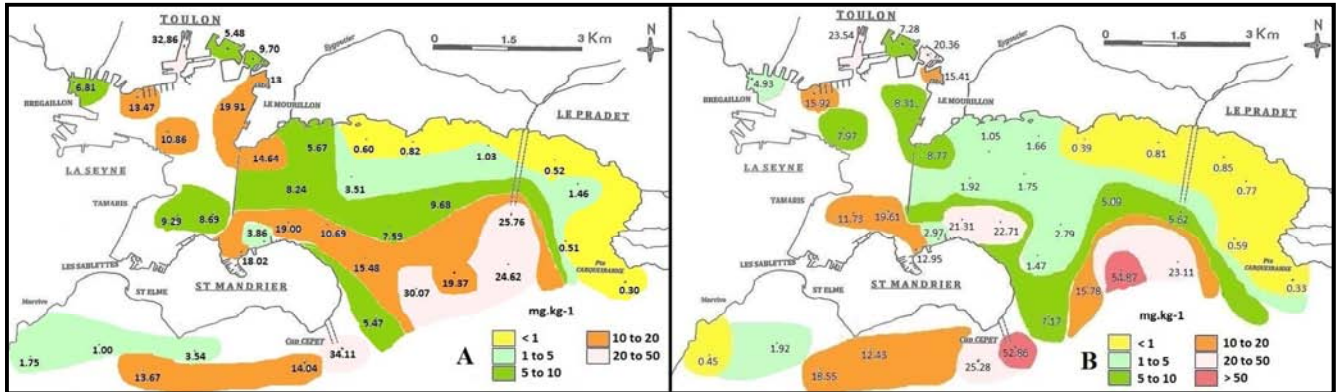 TOULON
32.86
5.48
9.70
13
0 1.5 3 Km
N
Eygoutier
6.81
BREGAILLON
13.47
19.91
LE MOURILLON
LE PRADET
10.86
14.64
5.67
0.60
0.82
1.03
0.52
LA SEYNE
8.24
3.51
1.46
TAMARIS
9.29
8.69
9.68
25.76
3.86
19.00
10.69
7.59
0.51
18.02
15.48
Pte
CARQUEIRANNE
LES SABLETTES
19.37
24.62
30.07
0.30
ST ELME
ST MANDRIER
5.47
mg.kg-1
< 1
1 to 5
5 to 10
10 to 20
20 to 50
A
Cap CEPET
34.11
1.75
1.00
3.54
13.67
14.04
TOULON
23.54
7.28
20.36
15.41
0 1.5 3 Km
N
Eygoutier
4.93
BREGAILLON
15.92
8.31
LE MOURILLON
LE PRADET
7.97
8.77
1.05
1.66
0.39
0.81
0.85
0.77
LA SEYNE
1.92
1.75
TAMARIS
11.73
19.61
5.09
5.62
2.97
21.31
22.71
2.79
0.59
12.95
1.47
Pte
CARQUEIRANNE
LES SABLETTES
54.87
23.11
15.78
0.33
ST ELME
ST MANDRIER
7.17
mg.kg-1
< 1
1 to 5
5 to 10
10 to 20
20 to 50
> 50
B
Cap CEPET
52.86
25.28
0.45
1.92
12.43
18.55